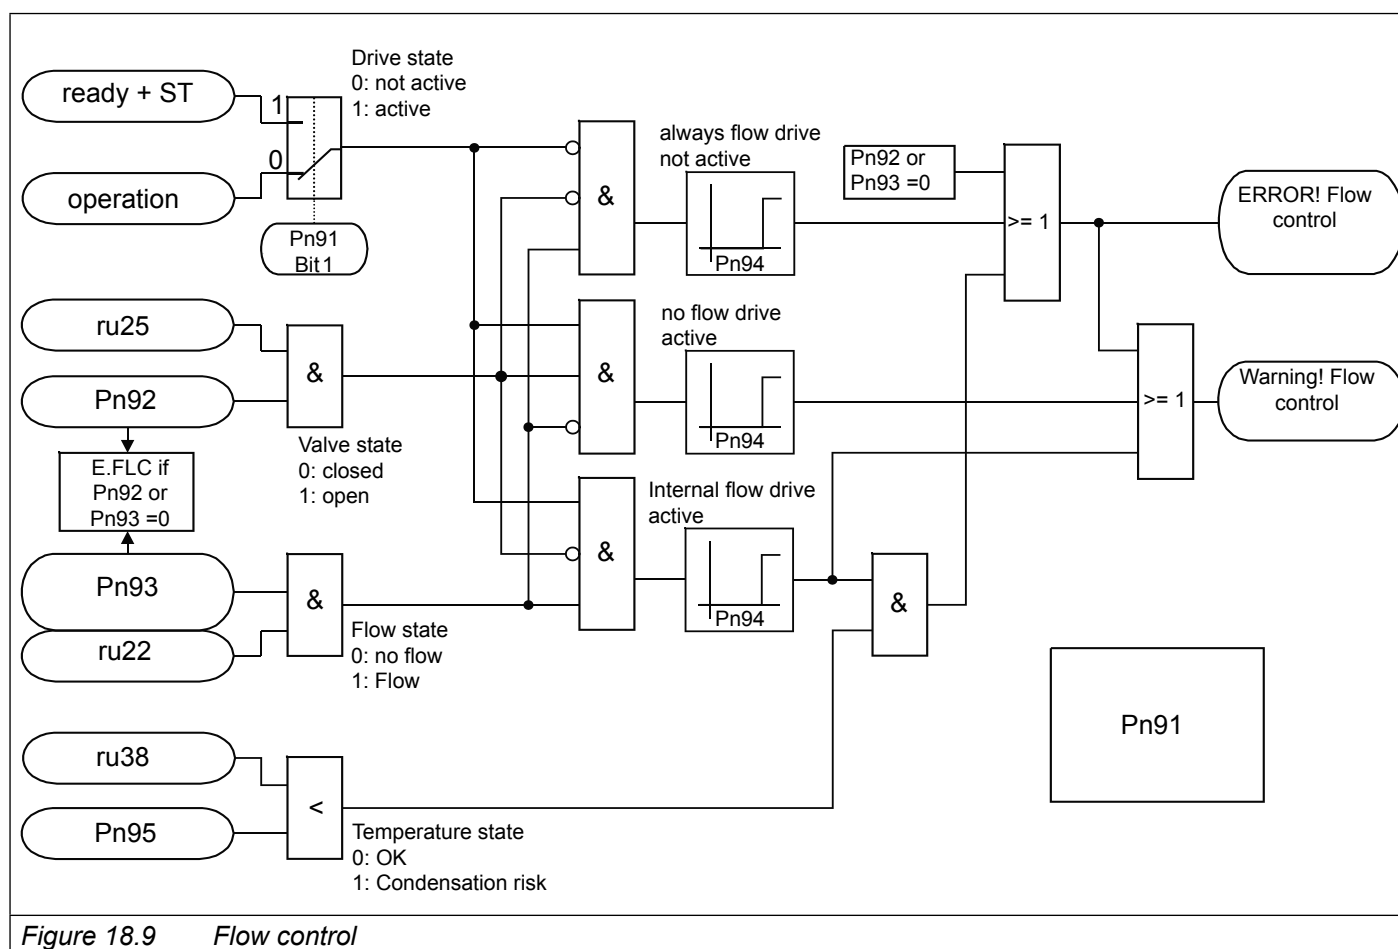 Drive state
0: not active
1: active
ready + ST
1
0
operation
Pn91
Bit1
always flow drive
not active
&
Pn94
Pn92 or
Pn93 =0
>= 1
ERROR! Flow
control
ru25
Pn92
&
Valve state
0: closed
1: open
no flow drive
active
&
Pn94
>= 1
Warning! Flow
control
E.FLC if
Pn92 or
Pn93 =0
Pn93
ru22
&
Flow state
0: no flow
1: Flow
Internal flow drive
active
&
Pn94
&
Pn91
ru38
Pn95
<
Temperature state
0: OK
1: Condensation risk
Figure 18.9 Flow control